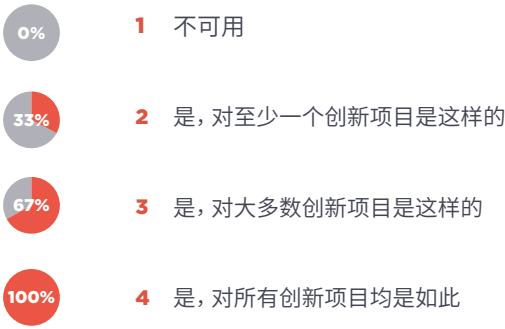 0% 1 不可用
33% 2 是，对至少一个创新项目是这样的
67% 3 是，对大多数创新项目是这样的
100% 4 是，对所有创新项目均是如此